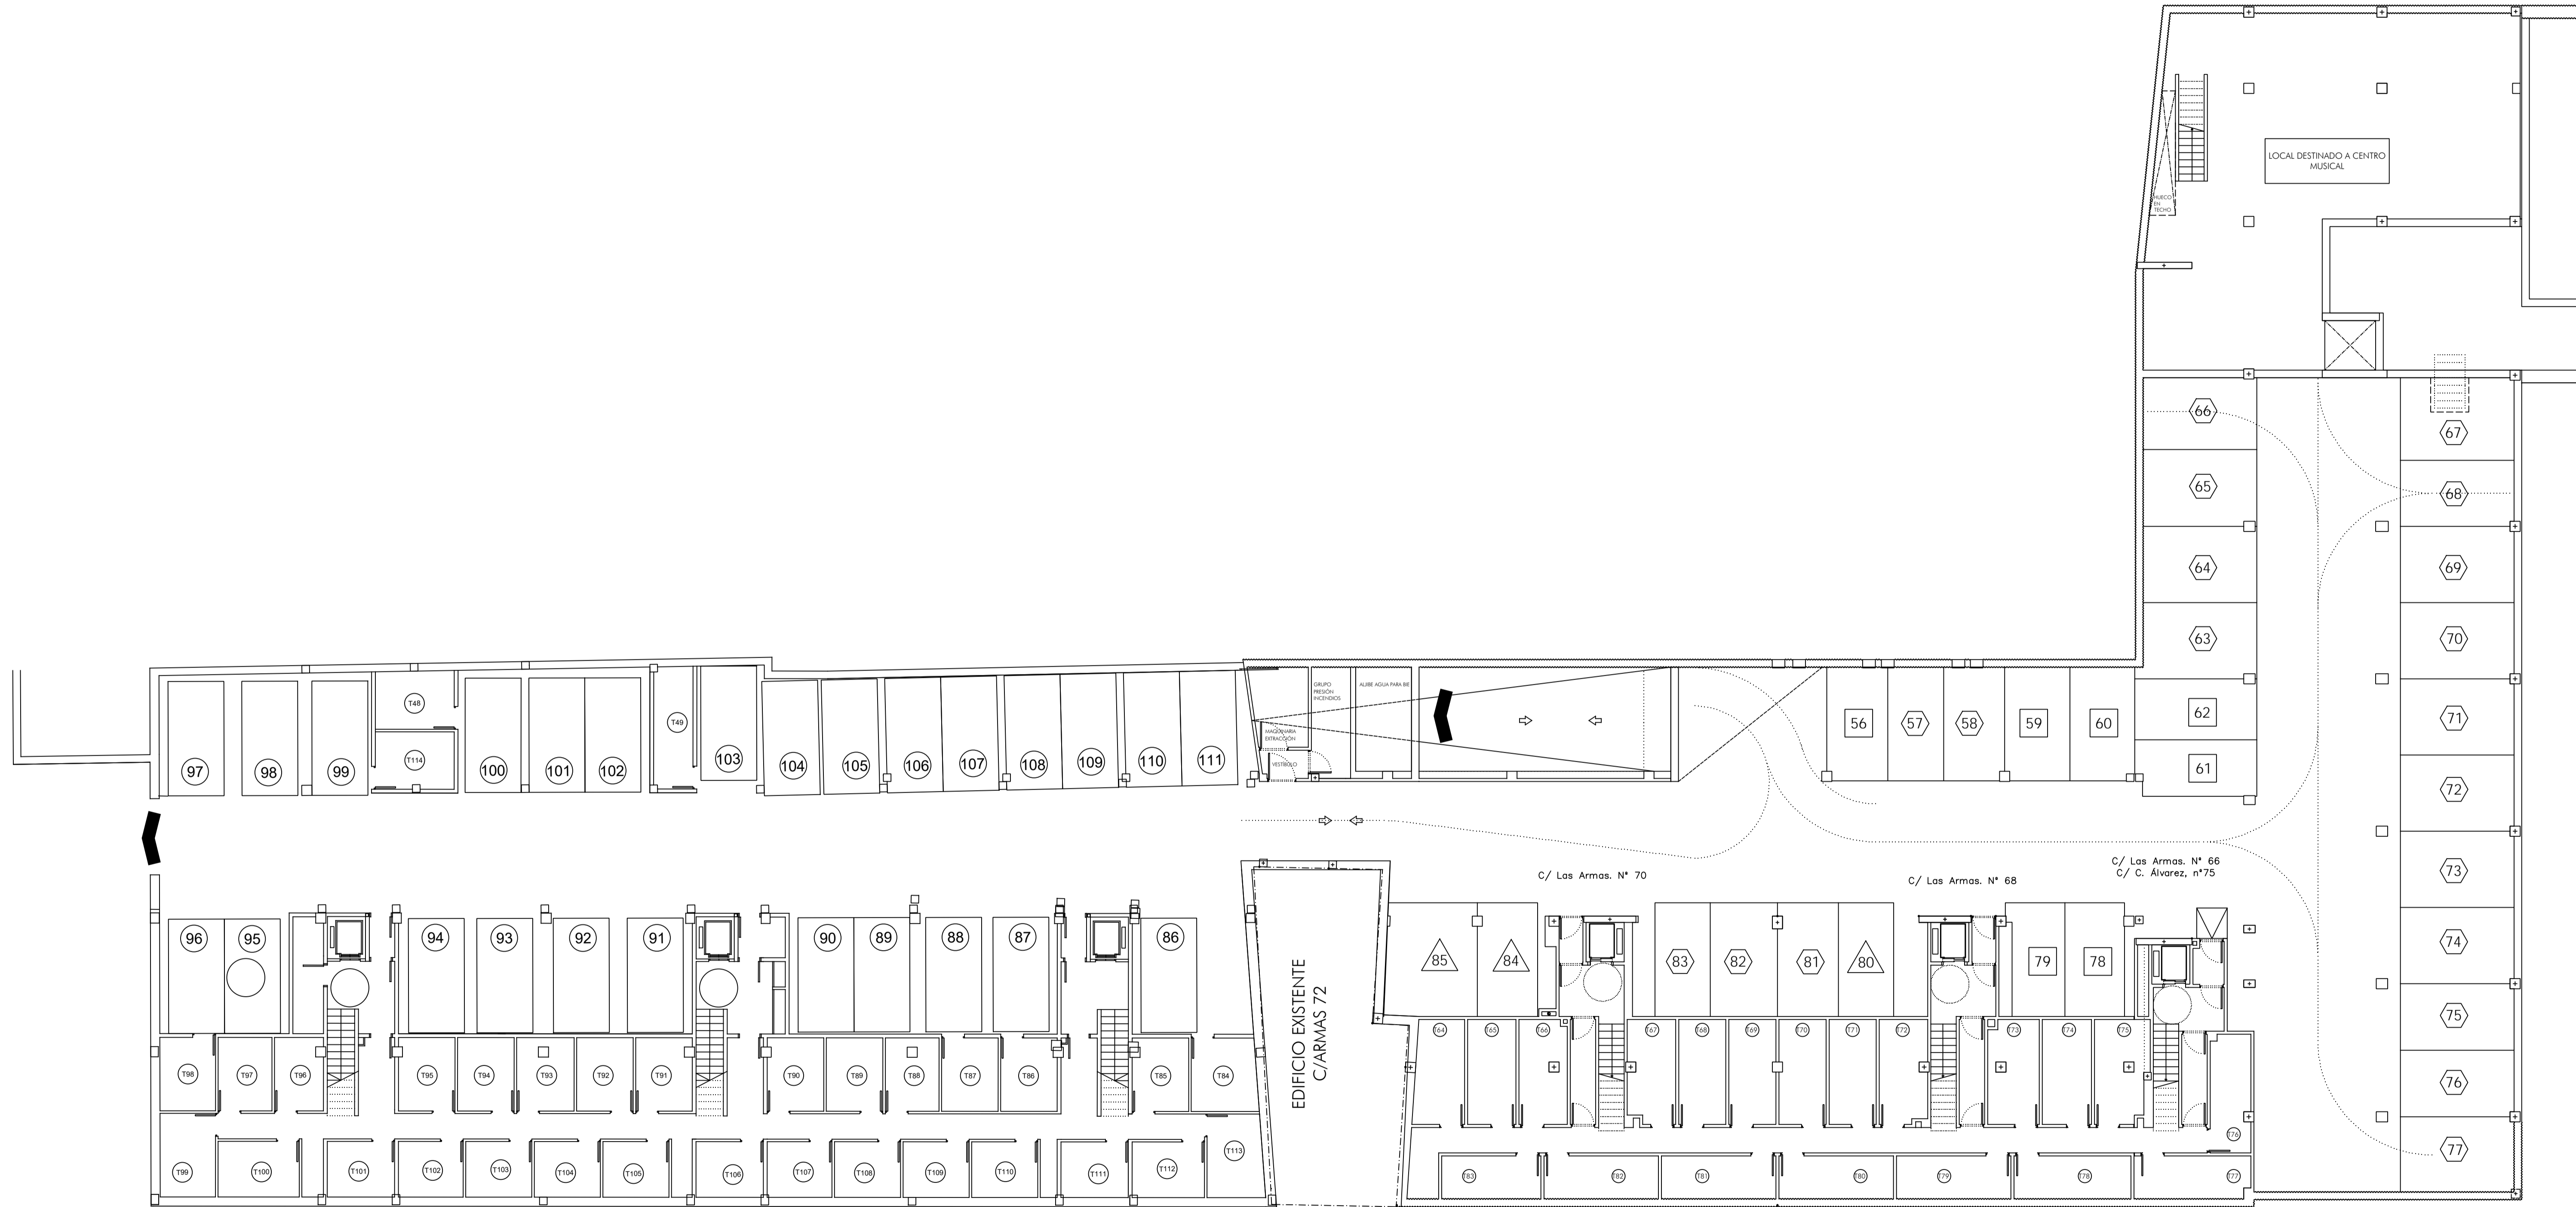 LOCAL DESTINADO A CENTRO
MUSICAL
HUECO
EN
TECHO
66
67
65
68
64
69
63
70
T48
T49
GRUPO
PRESIÓN
INCENDIOS
ALJIBE AGUA PARA BIE
62
71
56
57
58
59
60
MAQUINARIA
EXTRACCIÓN
VESTÍBULO
T114
97
98
99
100
101
102
103
104
105
106
107
108
109
110
111
61
72
C/ Las Armas. Nº 66
C/ C. Álvarez, nº75
C/ Las Armas. Nº 70
C/ Las Armas. Nº 68
73
96
95
94
93
92
91
90
89
88
87
86
74
85
84
83
82
81
80
79
78
EDIFICIO EXISTENTE
C/ARMAS 72
75
T64
T65
T66
T67
T68
T69
T70
T71
T72
T73
T74
T75
T98
T97
T96
T95
T94
T93
T92
T91
T90
T89
T88
T87
T86
T85
T84
76
T76
77
T99
T100
T101
T102
T103
T104
T105
T106
T107
T108
T109
T110
T111
T112
T113
T83
T82
T81
T80
T79
T78
T77